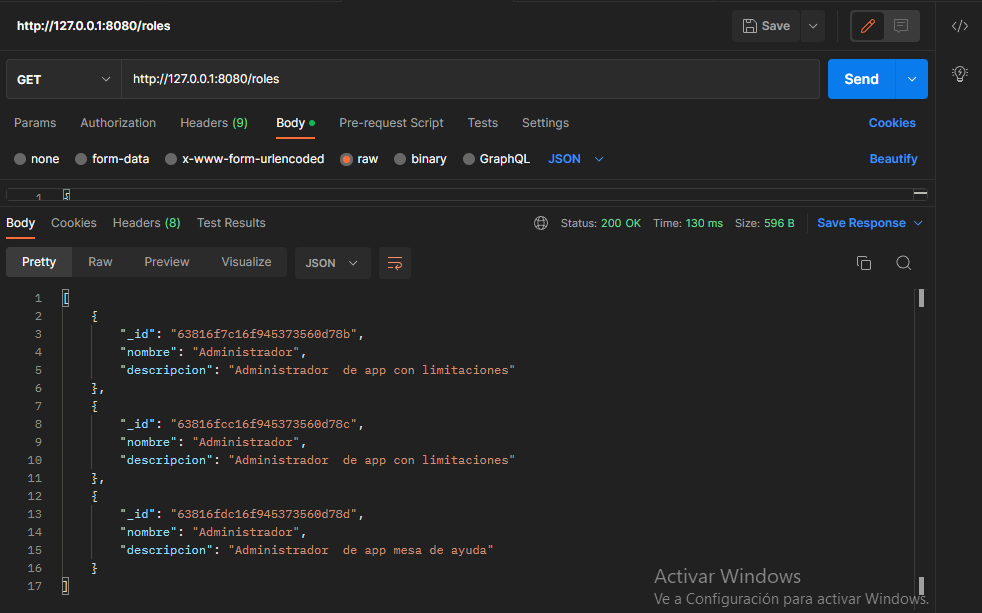 http://127.0.0.1:8080/roles
Save
GET http://127.0.0.1:8080/roles Send
Params Authorization Headers (9) Body Pre-request Script Tests Settings Cookies
none form-data x-www-form-urlencoded raw binary GraphQL JSON Beautify
1 [
Body Cookies Headers (8) Test Results Status: 200 OK Time: 130 ms Size: 596 B Save Response
Pretty Raw Preview Visualize JSON
1 [
2 {
3 "_id": "63816f7c16f945373560d78b",
4 "nombre": "Administrador",
5 "descripcion": "Administrador  de app con limitaciones"
6 },
7 {
8 "_id": "63816fcc16f945373560d78c",
9 "nombre": "Administrador",
10 "descripcion": "Administrador  de app con limitaciones"
11 },
12 {
13 "_id": "63816fdc16f945373560d78d",
14 "nombre": "Administrador",
15 "descripcion": "Administrador  de app mesa de ayuda"
16 }
17 ]
Activar Windows
Ve a Configuración para activar Windows.